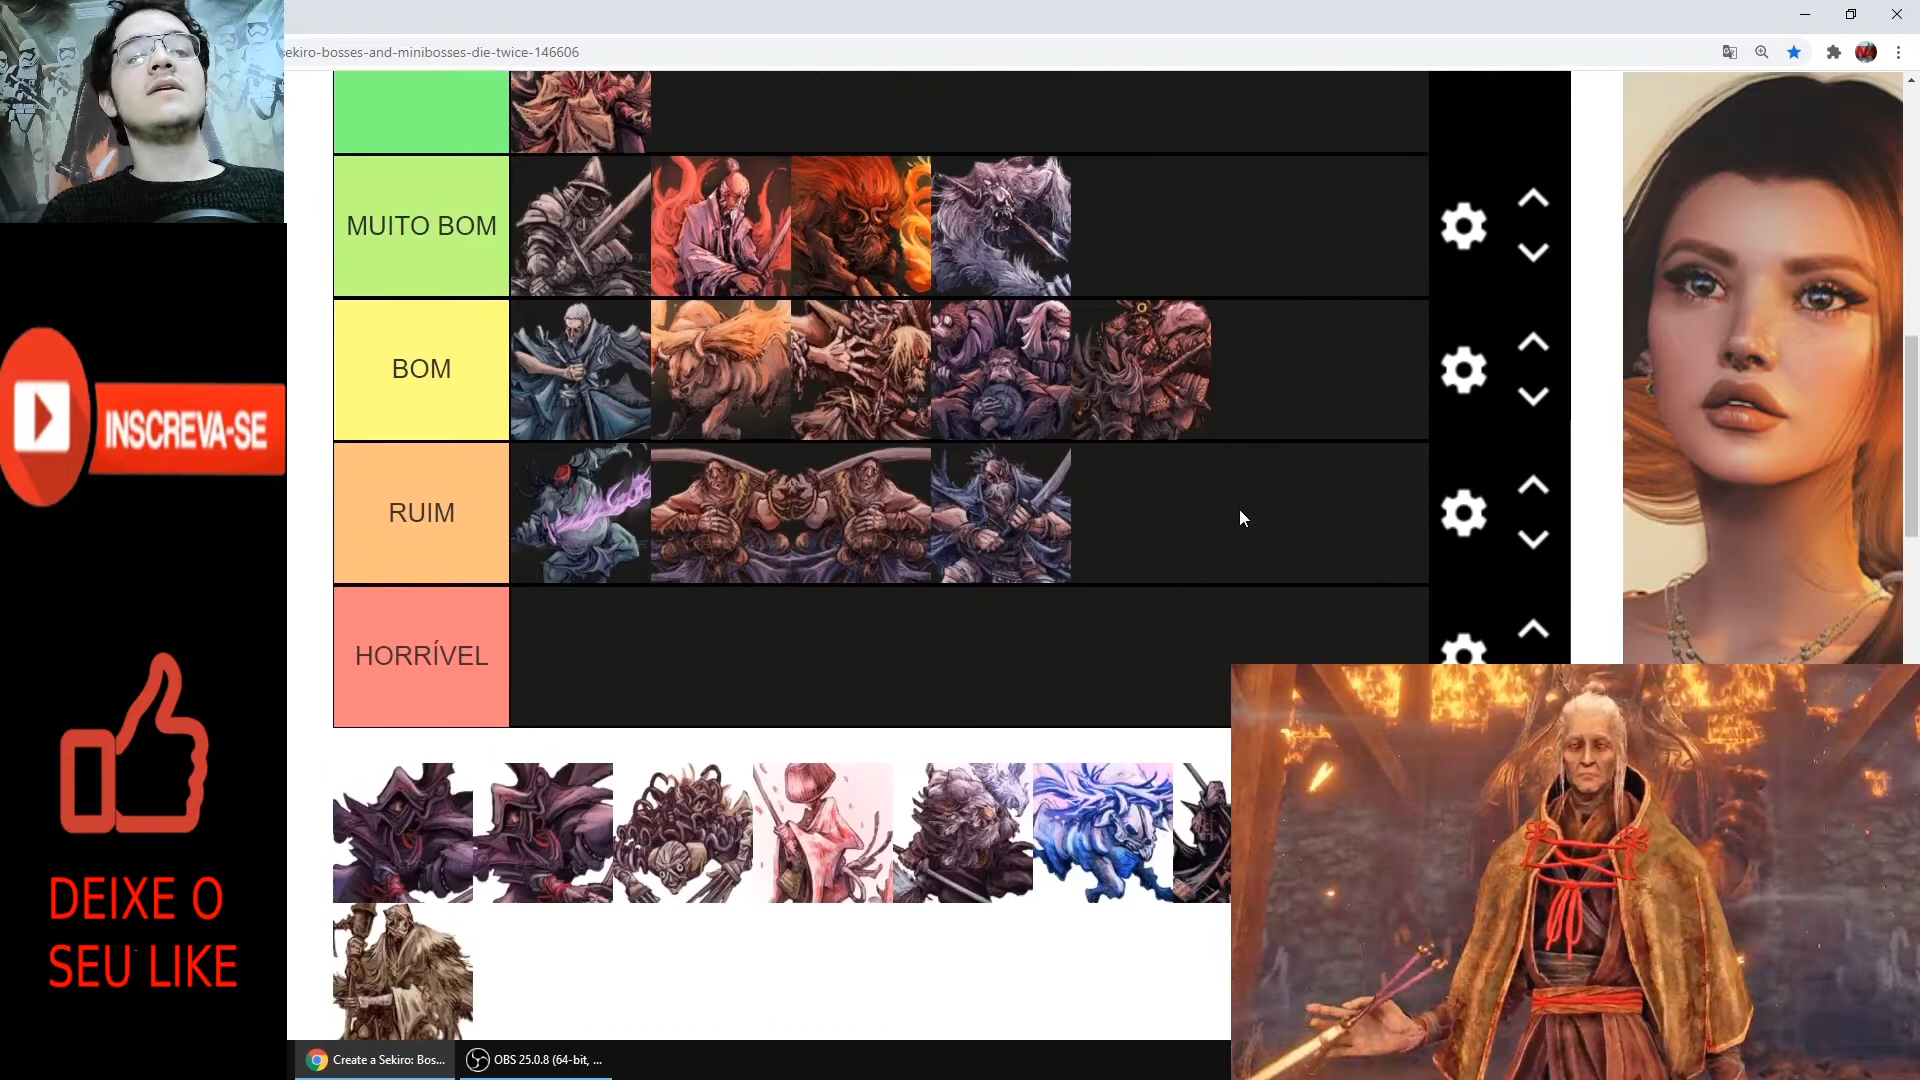 ekiro-bosses-and-minibosses-die-twice-146606
MUITO BOM
BOM
RUIM
HORRÍVEL
INSCREVA-SE
DEIXE O
SEU LIKE
Create a Sekiro: Bos...
OBS 25.0.8 (64-bit, ...